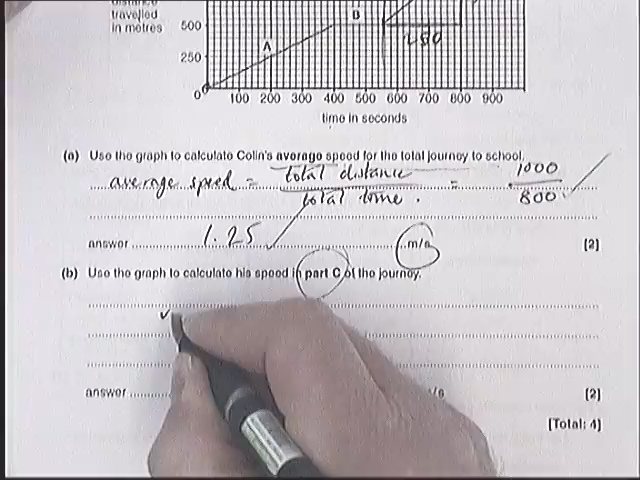 distance
travelled
in metres
500
250
0
A
B
250
100 200 300 400 500 600 700 800 900
time in seconds
(a) Use the graph to calculate Colin's average speed for the total journey to school.
average speed = total distance / total time = 1000 / 800
answer 1.25 m/s [2]
(b) Use the graph to calculate his speed in part C of the journey.
answer /s [2]
[Total: 4]